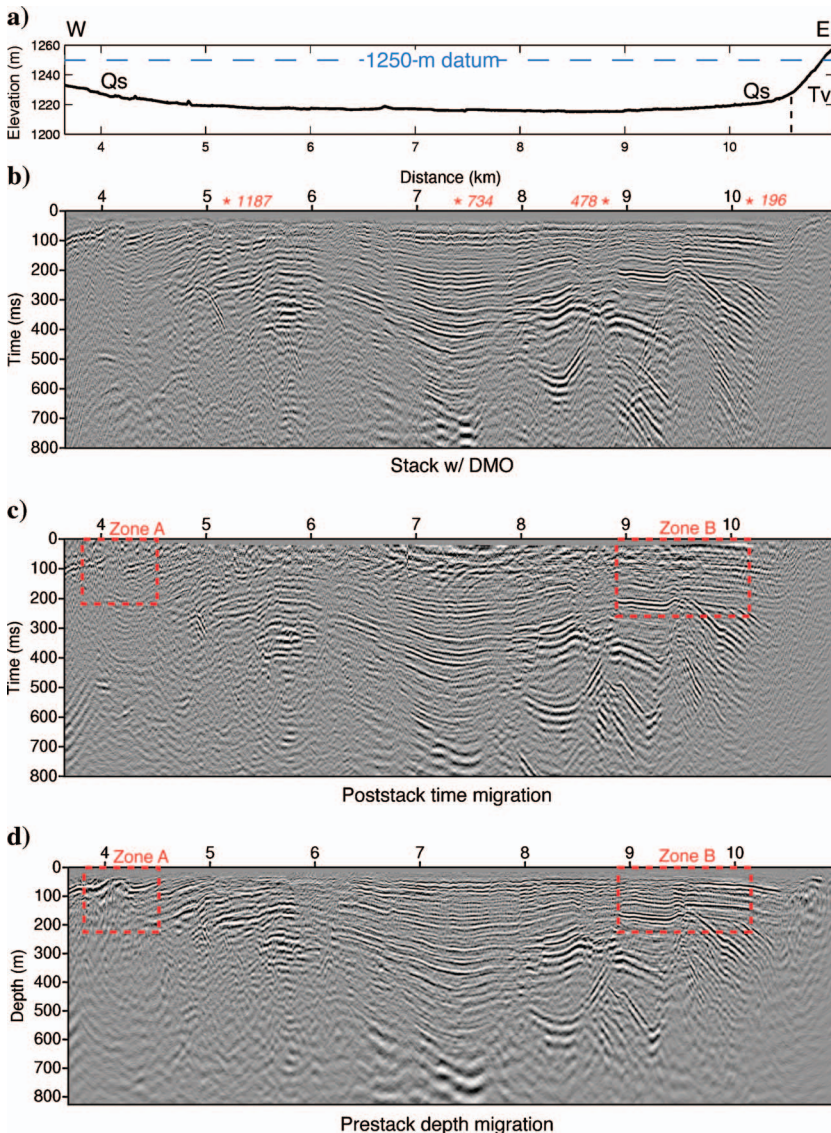 a)
W
E
1260
1240
1220
1200
Elevation (m)
-1250-m datum-
Qs
Qs
Tv
4 5 6 7 8 9 10
Distance (km)
b)
4 5 6 7 8 9 10
* 1187 * 734 478 * * 196
0
100
200
300
400
500
600
700
800
Time (ms)
Stack w/ DMO
c)
4 5 6 7 8 9 10
Zone A
Zone B
0
100
200
300
400
500
600
700
800
Time (ms)
Poststack time migration
d)
4 5 6 7 8 9 10
Zone A
Zone B
0
100
200
300
400
500
600
700
800
Depth (m)
Prestack depth migration